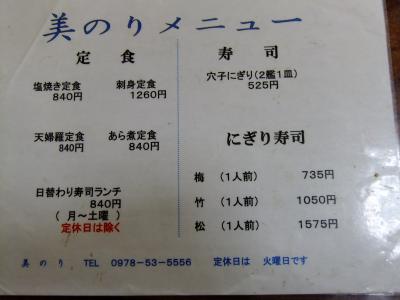 美のりメニュー
定食
塩焼き定食 刺身定食
840円 1260円
天婦羅定食 あら煮定食
840円 840円
日替わり寿司ランチ
840円
( 月～土曜 )
定休日は除く
寿司
穴子にぎり(2艦1皿)
525円
にぎり寿司
梅 (1人前) 735円
竹 (1人前) 1050円
松 (1人前) 1575円
美のり TEL 0978-53-5556 定休日は 火曜日です